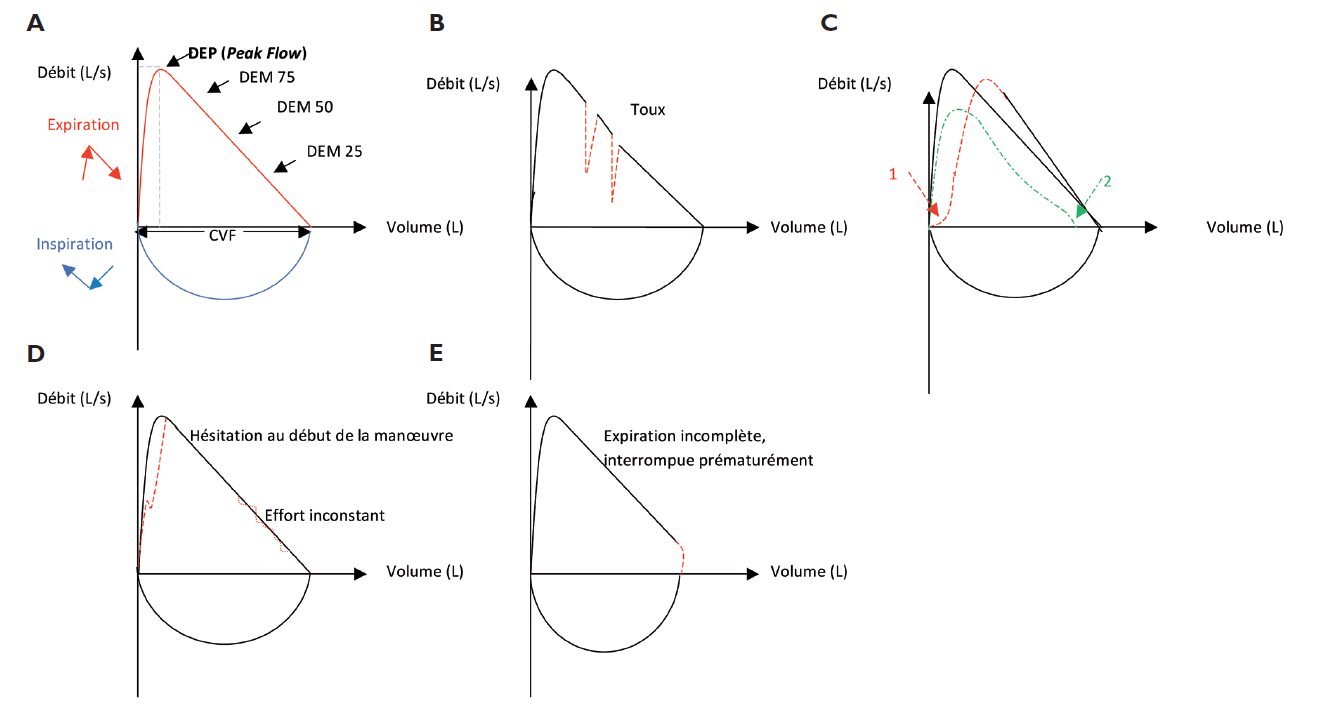 A
DEP (Peak Flow)
Débit (L/s)
DEM 75
DEM 50
Expiration
DEM 25
Volume (L)
CVF
Inspiration
B
Débit (L/s)
Toux
Volume (L)
C
Débit (L/s)
1
2
Volume (L)
D
Débit (L/s)
Hésitation au début de la manœuvre
Effort inconstant
Volume (L)
E
Débit (L/s)
Expiration incomplète,
interrompue prématurément
Volume (L)